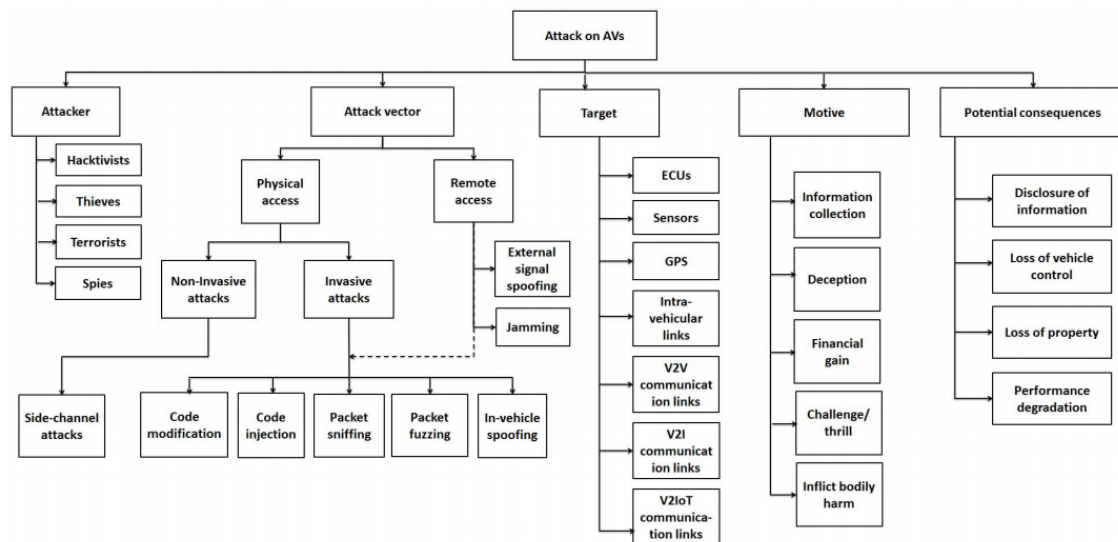 Attack on AVs
Attacker
Attack vector
Target
Motive
Potential consequences
Hacktivists
Thieves
Terrorists
Spies
Physical
access
Remote
access
Non-Invasive
attacks
Invasive
attacks
External
signal
spoofing
Jamming
Side-channel
attacks
Code
modification
Code
injection
Packet
sniffing
Packet
fuzzing
In-vehicle
spoofing
ECUs
Sensors
GPS
Intra-
vehicular
links
V2V
communicat
ion links
V2I
communicat
ion links
V2IoT
communica-
tion links
Information
collection
Deception
Financial
gain
Challenge/
thrill
Inflict bodily
harm
Disclosure of
information
Loss of vehicle
control
Loss of property
Performance
degradation